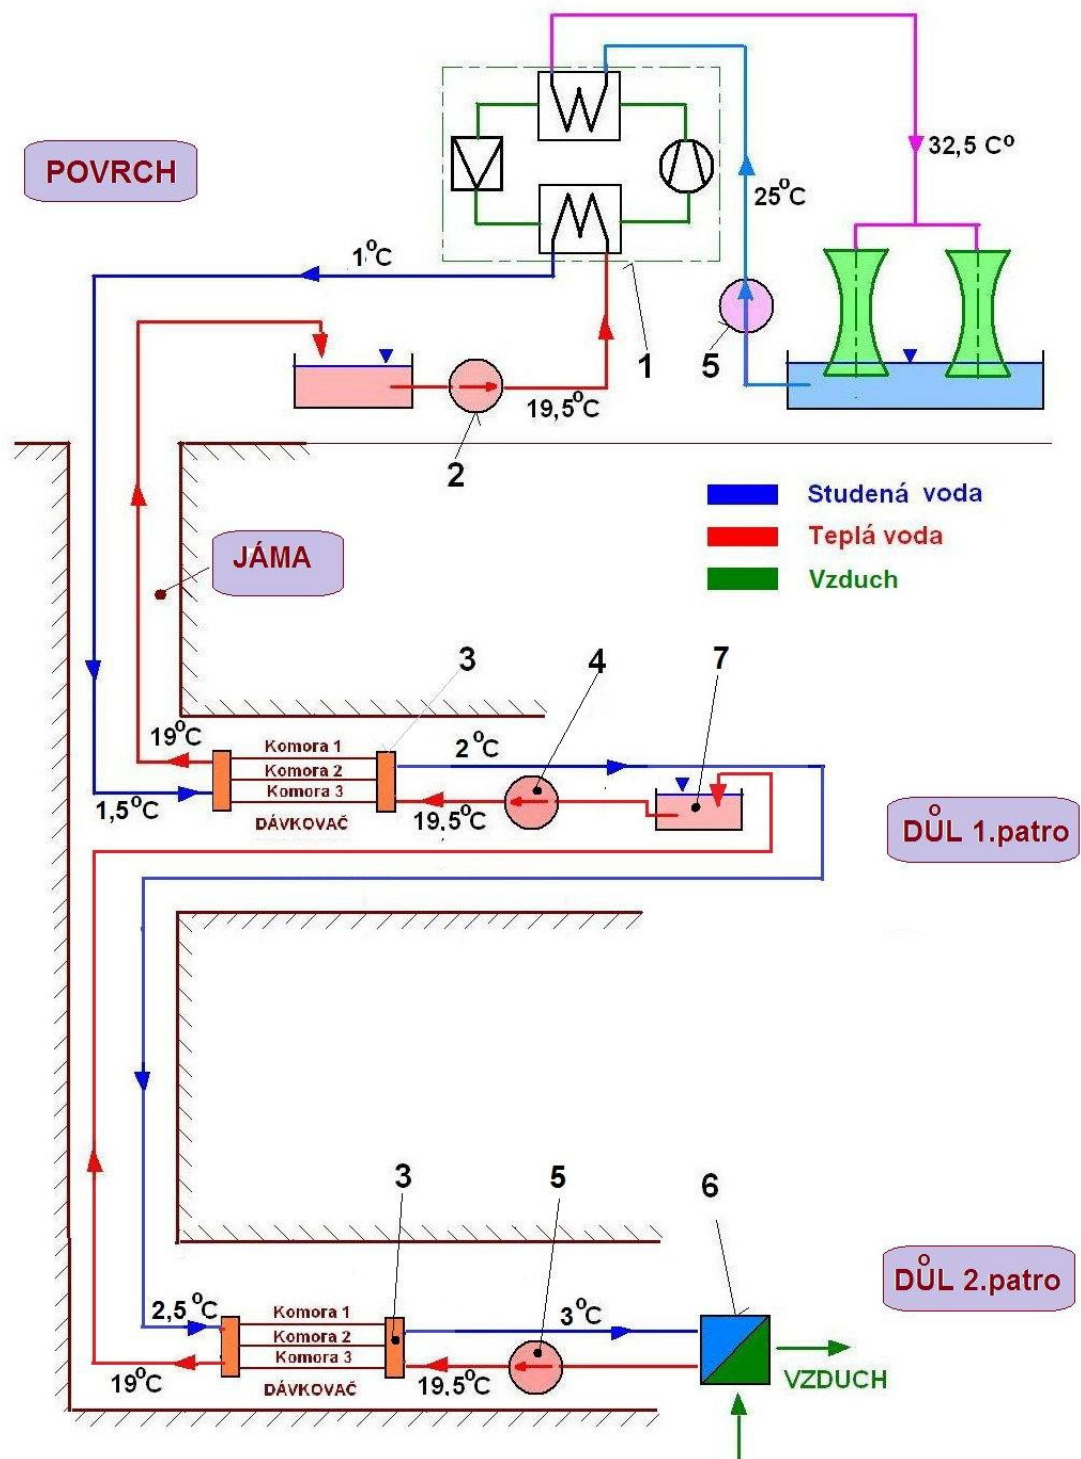 32,5 C°
POVRCH
25°C
1°C
1
5
19,5°C
2
Studená voda
JÁMA
Teplá voda
Vzduch
3
4
7
19°C
Komora 1
2°C
Komora 2
Komora 3
1,5°C
19,5°C
DÁVKOVAČ
DŮL 1.patro
3
5
6
DŮL 2.patro
2,5°C
Komora 1
3°C
Komora 2
Komora 3
19°C
19,5°C
DÁVKOVAČ
VZDUCH